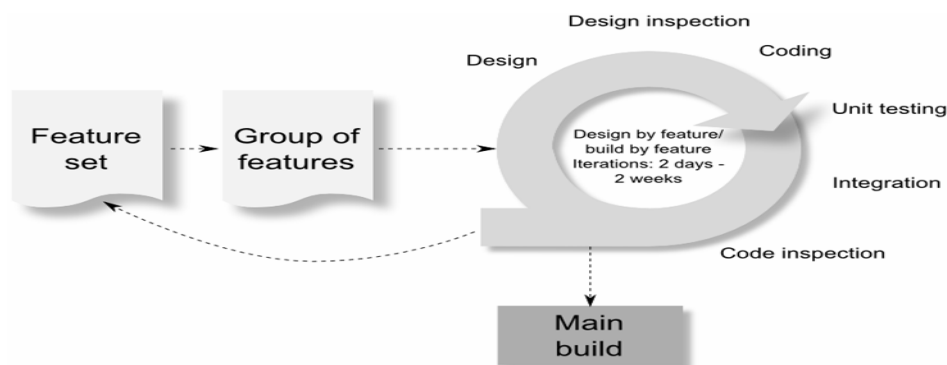 Feature
set
Group of
features
Design
Design inspection
Coding
Unit testing
Integration
Code inspection
Design by feature/
build by feature
Iterations: 2 days -
2 weeks
Main
build